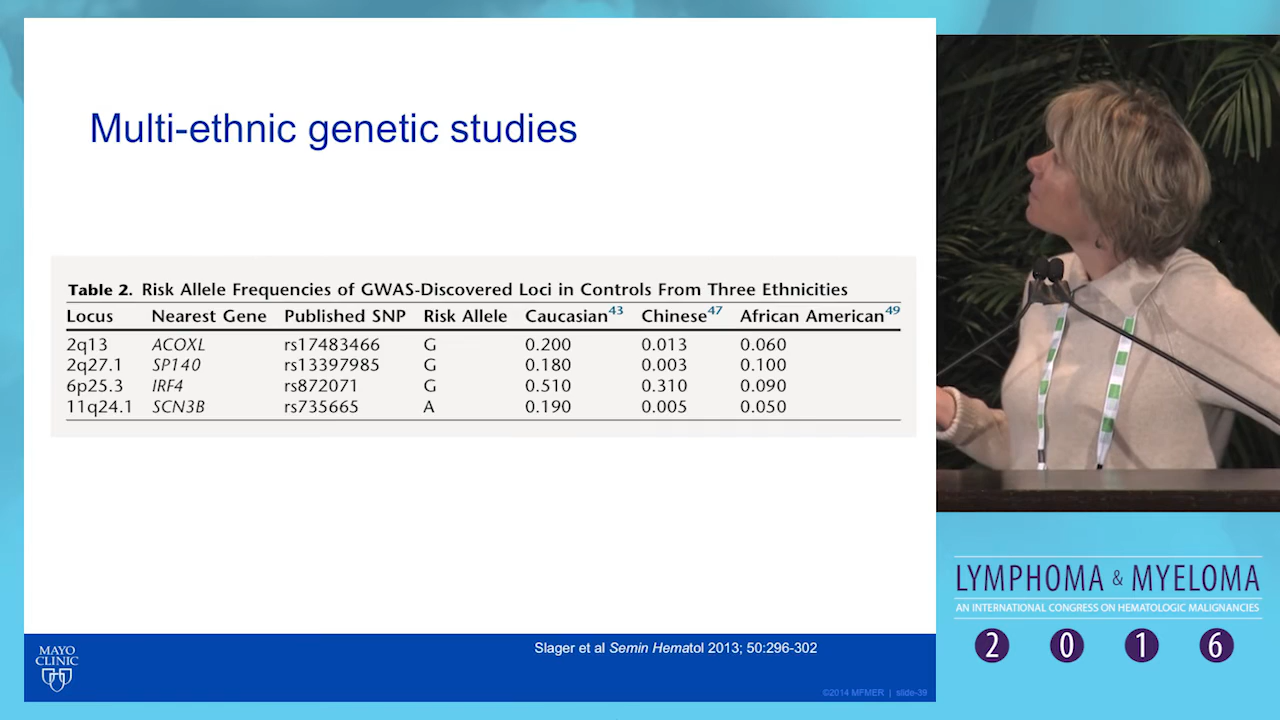 Multi-ethnic genetic studies
Table 2. Risk Allele Frequencies of GWAS-Discovered Loci in Controls From Three Ethnicities
Locus Nearest Gene Published SNP Risk Allele Caucasian43 Chinese47 African American49
2q13 ACOXL rs17483466 G 0.200 0.013 0.060
2q27.1 SP140 rs13397985 G 0.180 0.003 0.100
6p25.3 IRF4 rs872071 G 0.510 0.310 0.090
11q24.1 SCN3B rs735665 A 0.190 0.005 0.050
MAYO
CLINIC
Slager et al Semin Hematol 2013; 50:296-302
©2014 MFMER | slide-39
LYMPHOMA & MYELOMA
AN INTERNATIONAL CONGRESS ON HEMATOLOGIC MALIGNANCIES
2 0 1 6